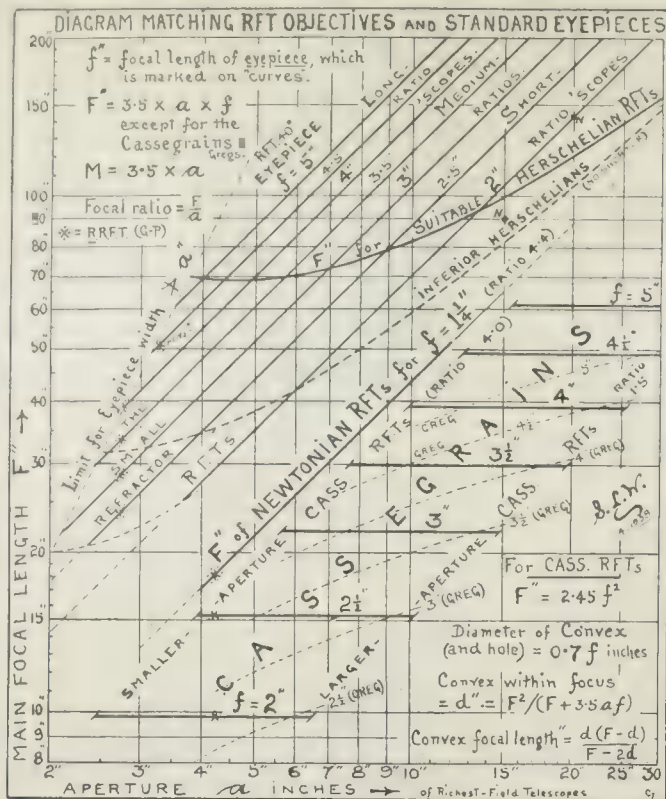 DIAGRAM MATCHING RFT OBJECTIVES AND STANDARD EYEPIECES
f" = focal length of eyepiece, which
is marked on "curves".
F" = 3·5 × a × f
except for the
Cassegrains &
Gregs.
M = 3·5 × a
Focal ratio = F/a
※ = RRFT (G-P)
LONG-
RATIO
'SCOPES.
MEDIUM-
RATIOS.
SHORT-
RATIO 'SCOPES
RFT 40°
EYEPIECE
f = 5"
4·5
4"
3·5
3"
2·5"
2"
F" for SUITABLE HERSCHELIAN RFTs
INFERIOR HERSCHELIANS
(RATIO 4·4)
Limit for Eyepiece width a"
THE
SMALL
REFRACTOR
RFTS
F" of NEWTONIAN RFTs for f = 1¼"
(RATIO 4·0)
f = 5"
4½"
4"
3½"
3"
2½"
f = 2"
RATIO
1·5
5"
GREG
GREG
4½
4 (GREG)
3½ (GREG)
3 (GREG)
2½" (GREG)
CASSEGRAINS
SMALLER-APERTURE CASS RFTS
LARGER-APERTURE CASS RFTs
S.L.W.
For CASS. RFTs
F" = 2·45 f²
Diameter of Convex
(and hole) = 0·7 f inches
Convex within focus
= d" = F²/(F + 3·5 af)
Convex focal length" = d(F-d)/F-2d
MAIN FOCAL LENGTH F" →
200"
150"
100"
90"
80"
70"
60"
50"
40"
30"
20"
15"
10"
9"
8"
2"
3"
4"
5"
6"
7"
8"
9"
10"
15"
20"
25"
30"
APERTURE a INCHES → of Richest-Field Telescopes